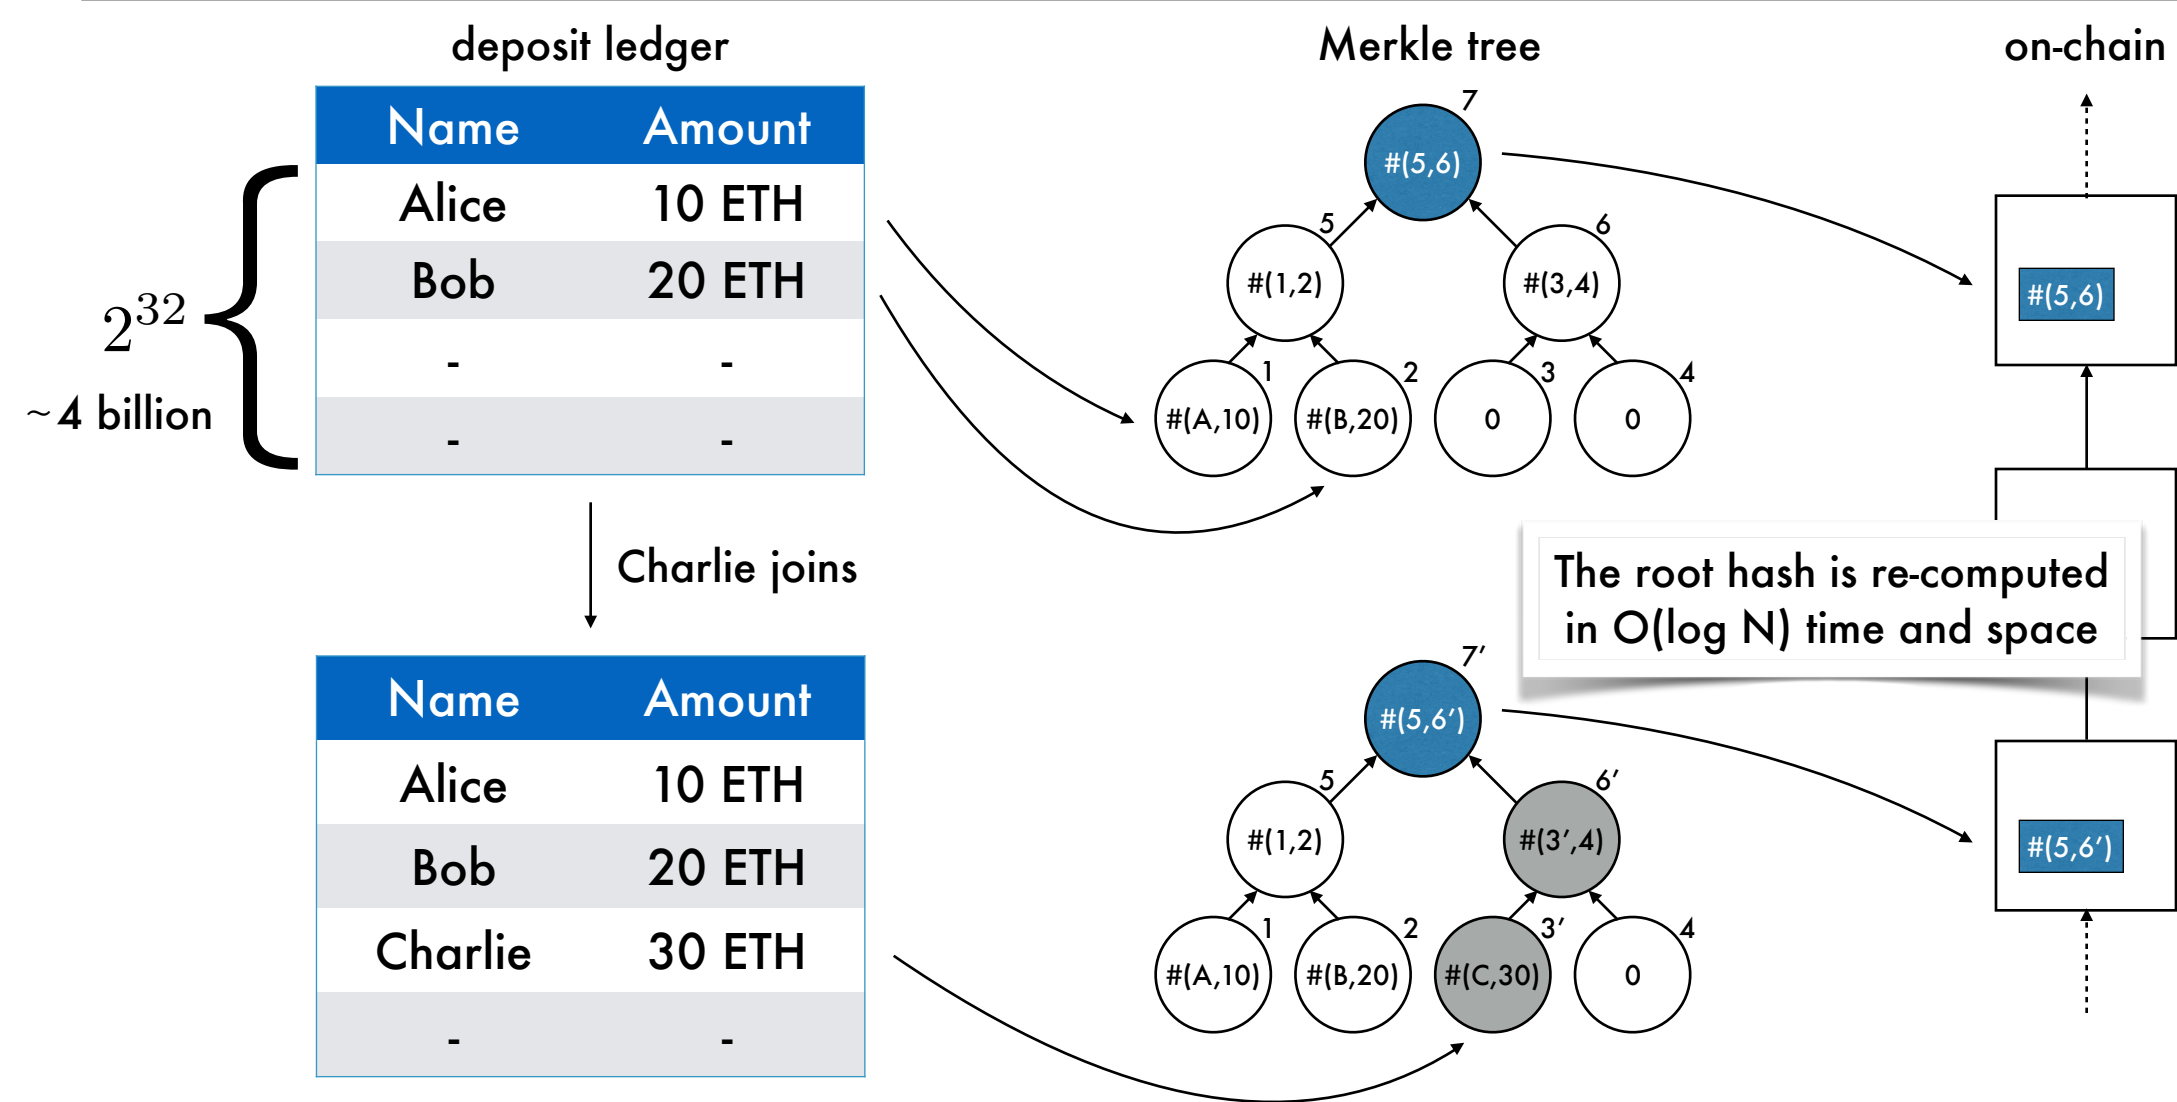 deposit ledger
Merkle tree
on-chain
Name Amount
Alice 10 ETH
Bob 20 ETH
- -
- -
2^32
~4 billion
7
#(5,6)
5
6
#(1,2)
#(3,4)
1
2
3
4
#(A,10)
#(B,20)
0
0
#(5,6)
Charlie joins
The root hash is re-computed
in O(log N) time and space
Name Amount
Alice 10 ETH
Bob 20 ETH
Charlie 30 ETH
- -
7′
#(5,6′)
5
6′
#(1,2)
#(3′,4)
1
2
3′
4
#(A,10)
#(B,20)
#(C,30)
0
#(5,6′)